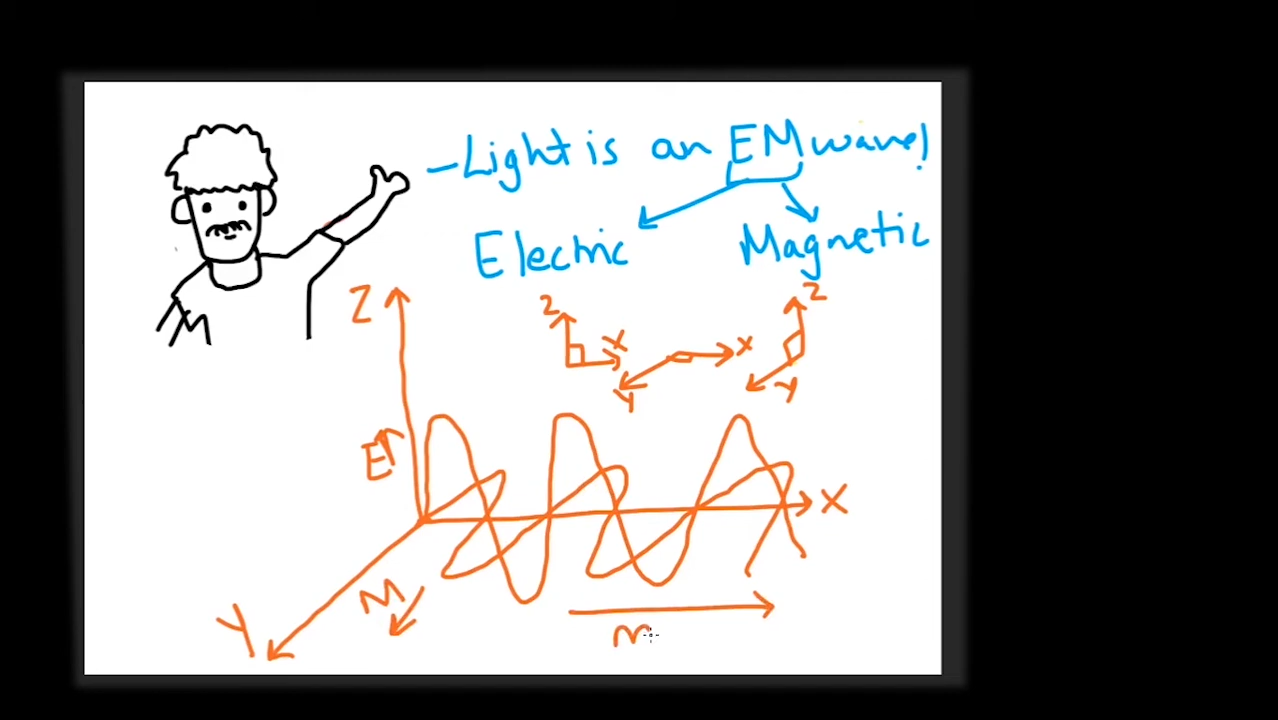 -Light is an EM wave!
Electric
Magnetic
Z
Z
X
X
Y
Z
Y
E
X
M
Y
m